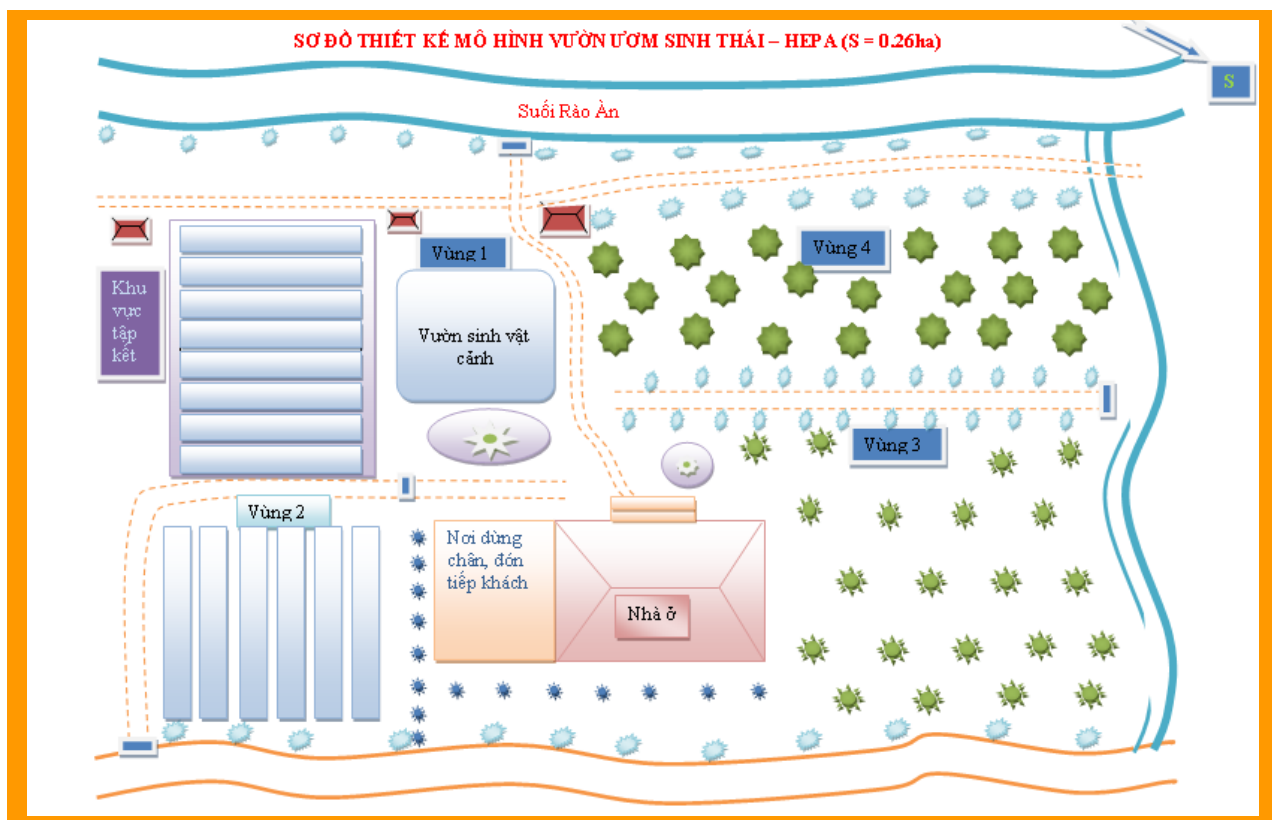 SƠ ĐỒ THIẾT KẾ MÔ HÌNH VƯỜN ƯƠM SINH THÁI – HEPA (S = 0.26ha)
S
Suối Rào Àn
Vùng 1
Vùng 4
Khu
vực
tập
kết
Vườn sinh vật
cảnh
Vùng 3
Vùng 2
Nơi dừng
chân, đón
tiếp khách
Nhà ở